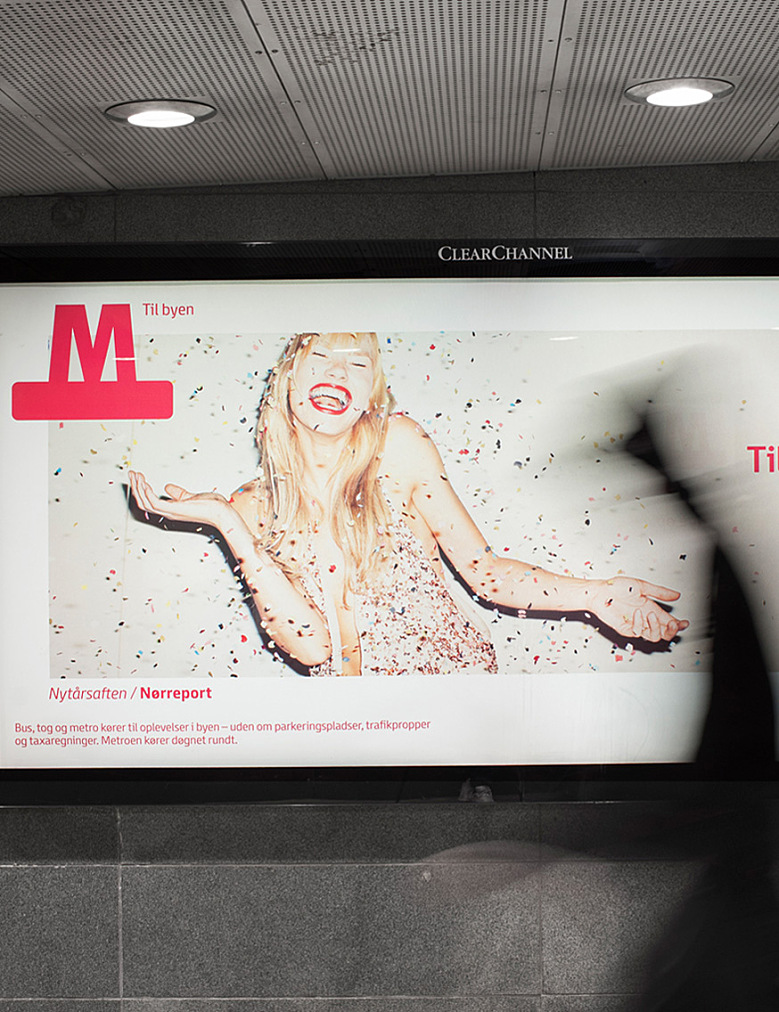 CLEARCHANNEL
M
Til byen
Nytårsaften / Nørreport
Bus, tog og metro kører til oplevelser i byen – uden om parkeringspladser, trafikpropper
og taxaregninger. Metroen kører døgnet rundt.